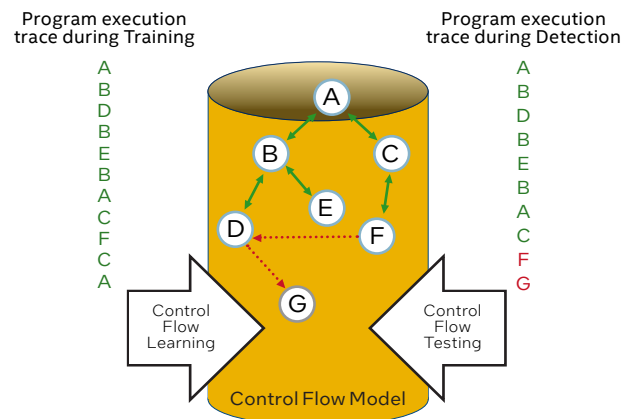 Program execution
trace during Training
A
B
D
B
E
B
A
C
F
C
A
Program execution
trace during Detection
A
B
D
B
E
B
A
C
F
G
A
B
C
E
D
F
G
Control
Flow
Learning
Control
Flow
Testing
Control Flow Model